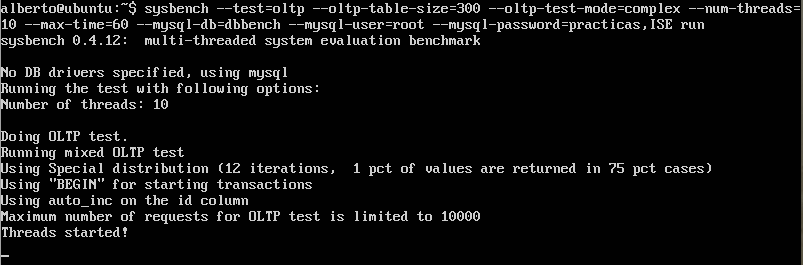 alberto@ubuntu:~$ sysbench --test=oltp --oltp-table-size=300 --oltp-test-mode=complex --num-threads=
10 --max-time=60 --mysql-db=dbbench --mysql-user=root --mysql-password=practicas,ISE run
sysbench 0.4.12:  multi-threaded system evaluation benchmark

No DB drivers specified, using mysql
Running the test with following options:
Number of threads: 10

Doing OLTP test.
Running mixed OLTP test
Using Special distribution (12 iterations,  1 pct of values are returned in 75 pct cases)
Using "BEGIN" for starting transactions
Using auto_inc on the id column
Maximum number of requests for OLTP test is limited to 10000
Threads started!